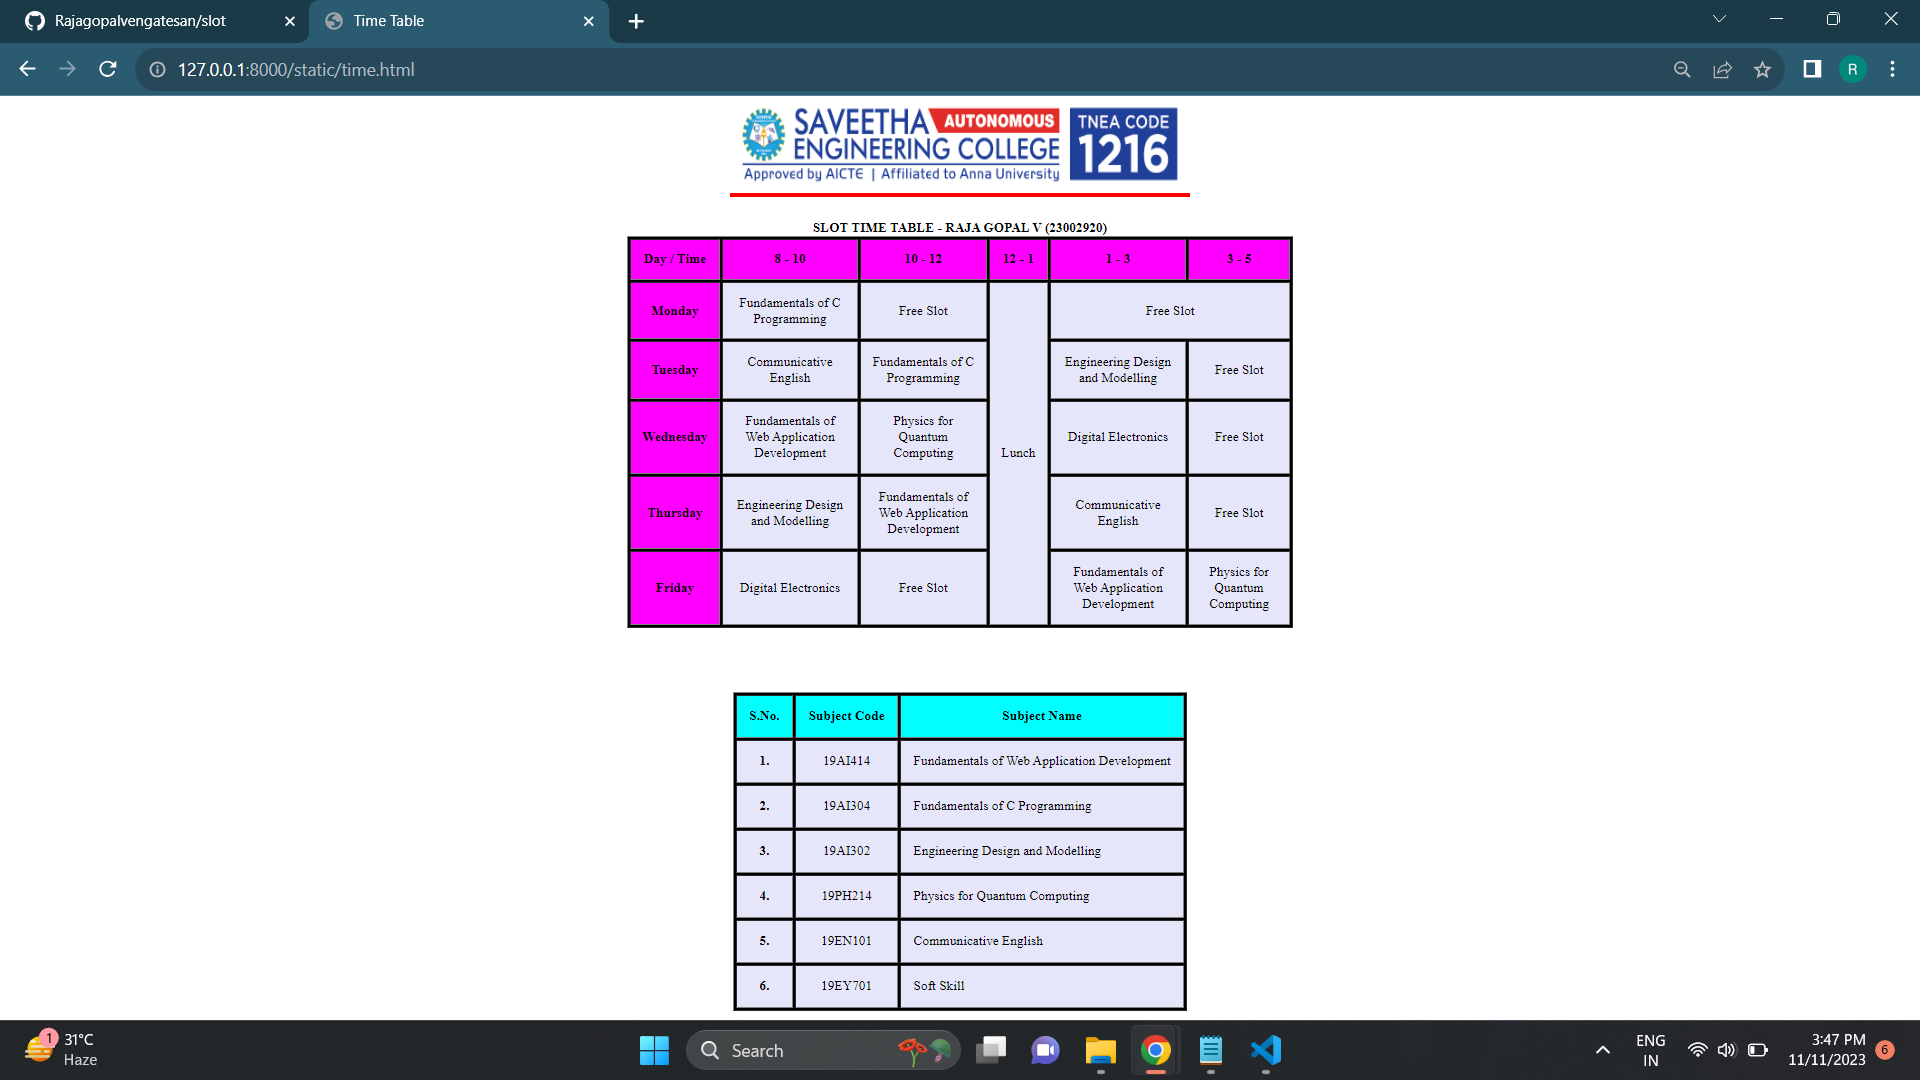 Rajagopalvengatesan/slot
Time Table
127.0.0.1:8000/static/time.html
R
SAVEETHA AUTONOMOUS
ENGINEERING COLLEGE
Approved by AICTE | Affiliated to Anna University
TNEA CODE
1216
SLOT TIME TABLE - RAJA GOPAL V (23002920)
Day / Time 8 - 10 10 - 12 12 - 1 1 - 3 3 - 5
Monday
Fundamentals of C
Programming
Free Slot
Lunch
Free Slot
Tuesday
Communicative
English
Fundamentals of C
Programming
Engineering Design
and Modelling
Free Slot
Wednesday
Fundamentals of
Web Application
Development
Physics for
Quantum
Computing
Digital Electronics
Free Slot
Thursday
Engineering Design
and Modelling
Fundamentals of
Web Application
Development
Communicative
English
Free Slot
Friday
Digital Electronics
Free Slot
Fundamentals of
Web Application
Development
Physics for
Quantum
Computing
S.No. Subject Code Subject Name
1. 19AI414 Fundamentals of Web Application Development
2. 19AI304 Fundamentals of C Programming
3. 19AI302 Engineering Design and Modelling
4. 19PH214 Physics for Quantum Computing
5. 19EN101 Communicative English
6. 19EY701 Soft Skill
1
31°C
Haze
Search
ENG
IN
3:47 PM
11/11/2023
6